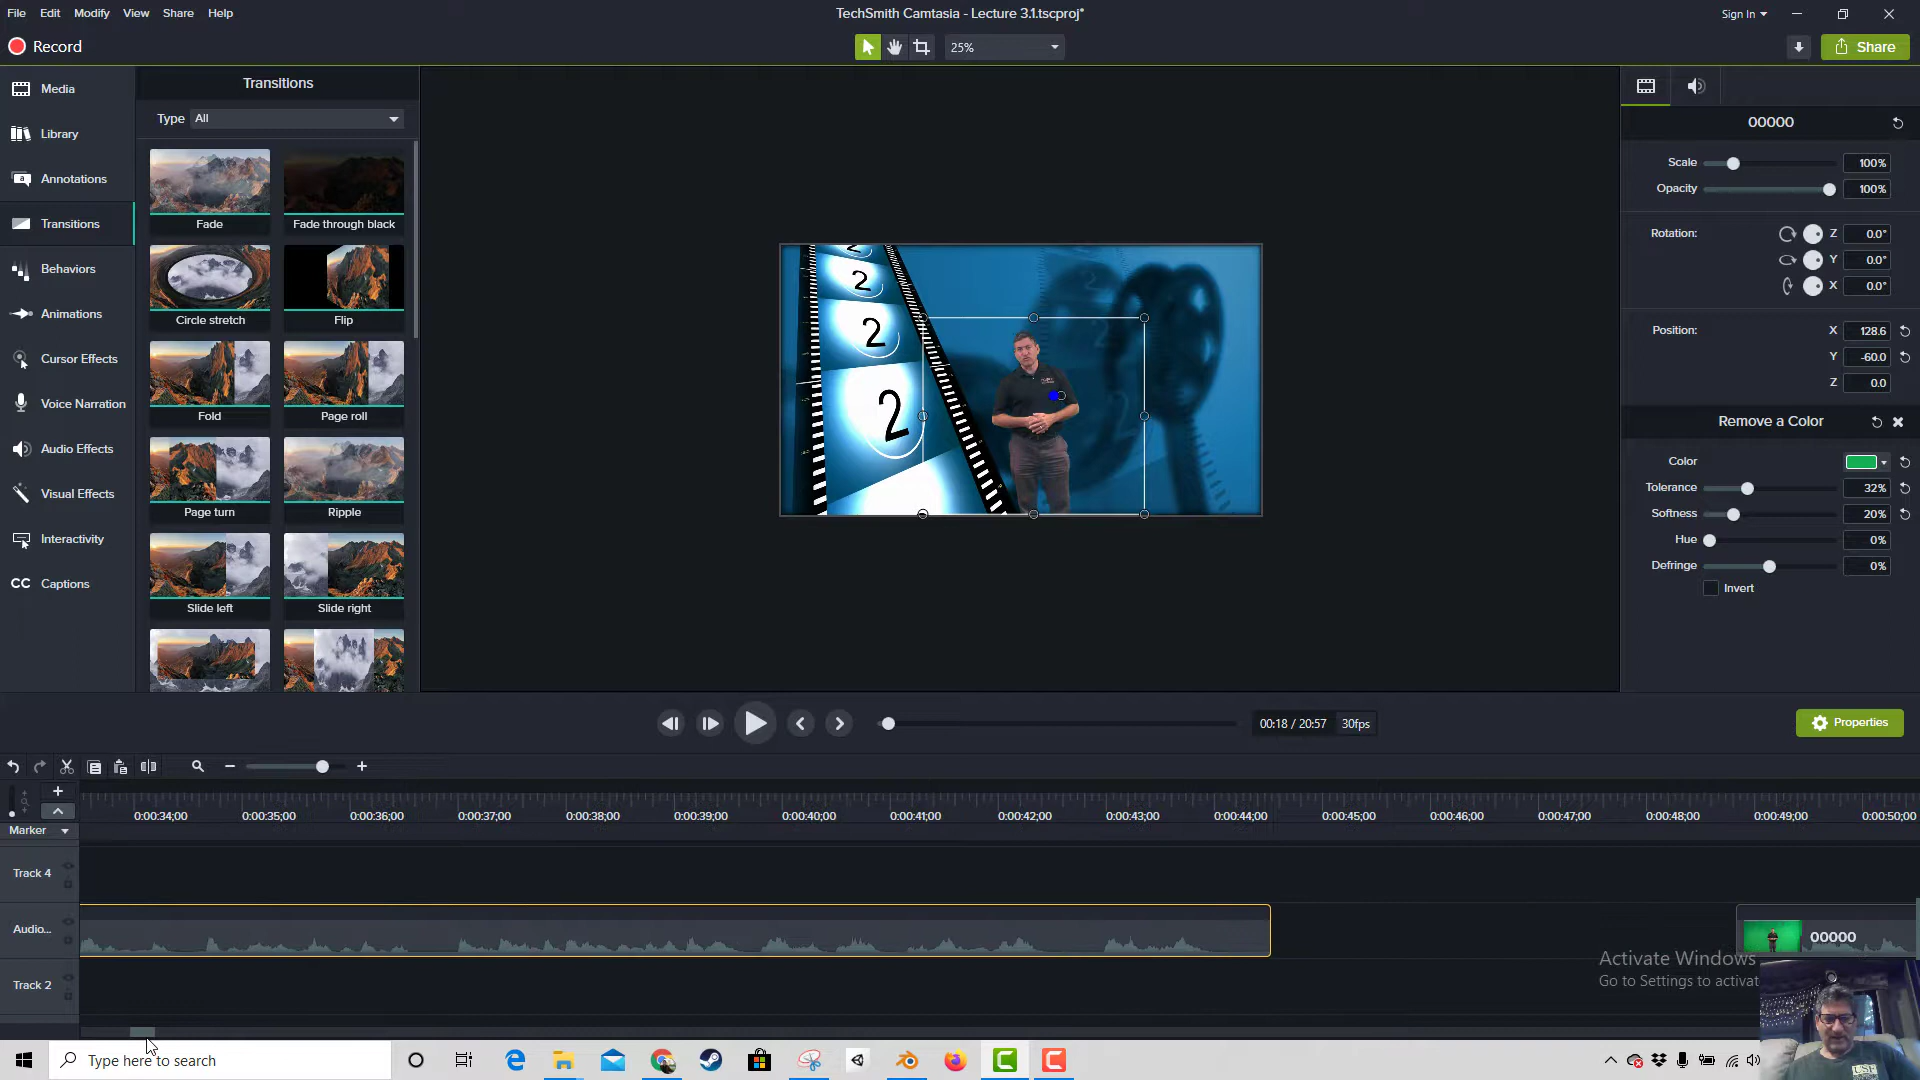 File Edit Modify View Share Help
TechSmith Camtasia - Lecture 3.1.tscproj*
Sign In
Record
25%
Share
Media
Library
Annotations
Transitions
Behaviors
Animations
Cursor Effects
Voice Narration
Audio Effects
Visual Effects
Interactivity
CC Captions
Transitions
Type All
Fade Fade through black
Circle stretch Flip
Fold Page roll
Page turn Ripple
Slide left Slide right
2
2
2
2
00000
Scale 100%
Opacity 100%
Rotation: Z 0.0°
Y 0.0°
X 0.0°
Position: X 128.6
Y -60.0
Z 0.0
Remove a Color
Color
Tolerance 32%
Softness 20%
Hue 0%
Defringe 0%
Invert
00:18 / 20:57 30fps
Properties
0:00:34;00 0:00:35;00 0:00:36;00 0:00:37;00 0:00:38;00 0:00:39;00 0:00:40;00 0:00:41;00 0:00:42;00 0:00:43;00 0:00:44;00 0:00:45;00 0:00:46;00 0:00:47;00 0:00:48;00 0:00:49;00 0:00:50;00
Marker
Track 4
Audio...
00000
Track 2
Activate Windows
Go to Settings to activat
Type here to search
USF